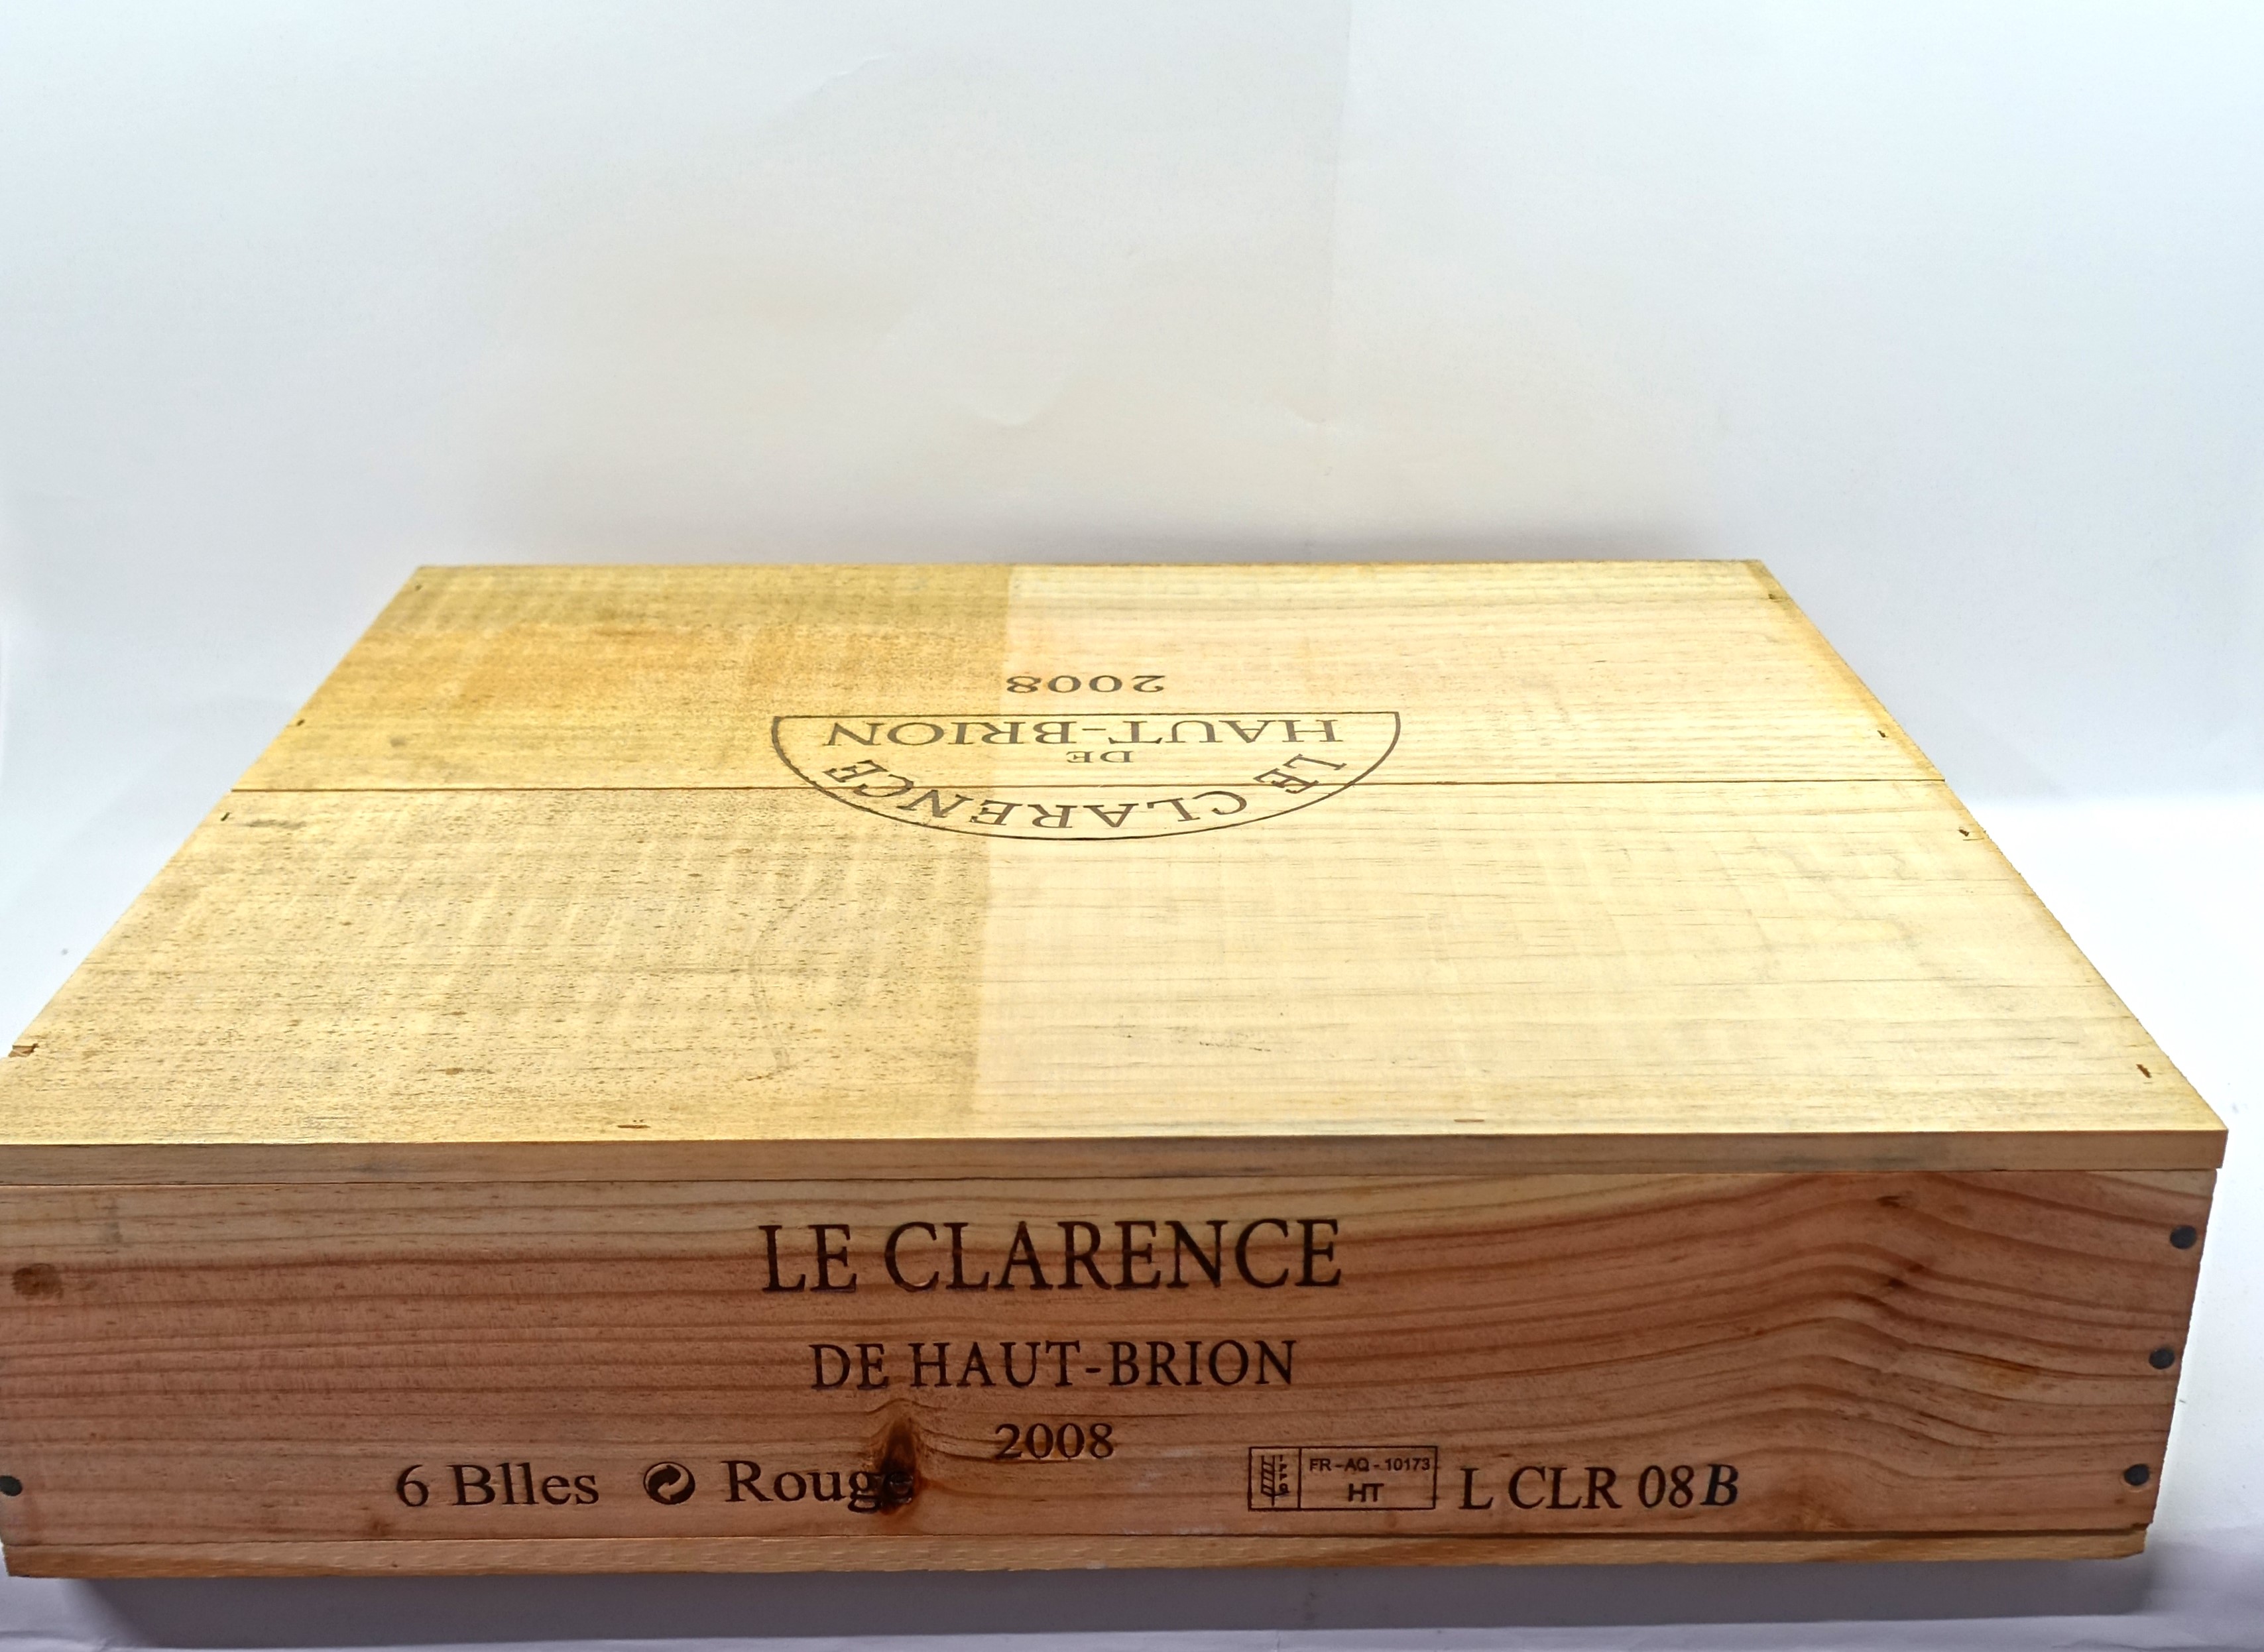 LE CLARENCE
DE
HAUT-BRION
2008
LE CLARENCE
DE HAUT-BRION
2008
6 Blles Rouge
IPPC FR-AQ-10173
HT
L CLR 08B